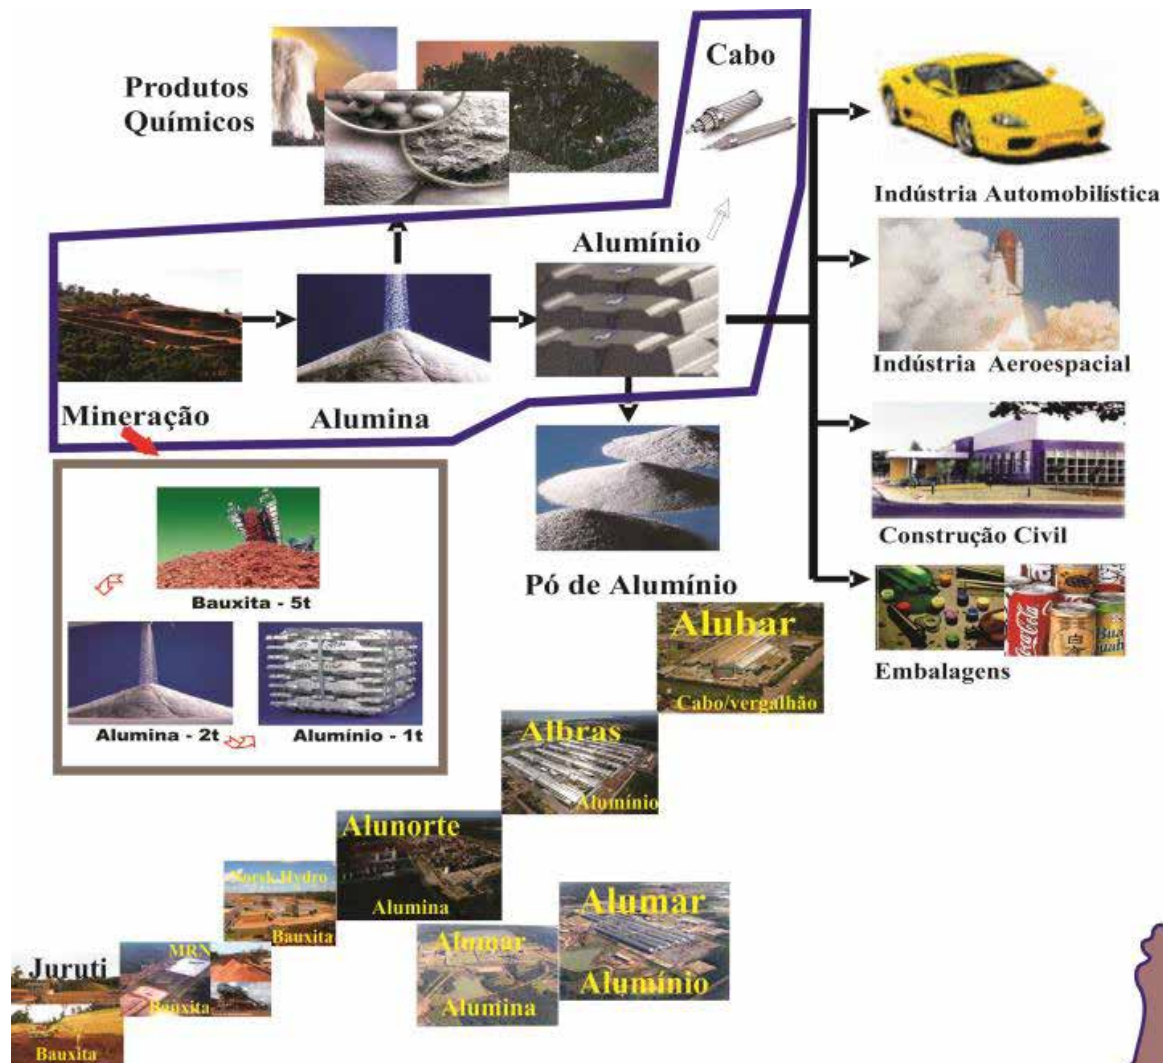 Produtos
Químicos
Cabo
Indústria Automobilística
Alumínio
Indústria Aeroespacial
Mineração
Alumina
Construção Civil
Pó de Alumínio
Embalagens
Coca-Cola
Bauxita - 5t
Alumina - 2t
Alumínio - 1t
Alubar
Cabo/vergalhão
Albras
Alumínio
Alunorte
Alumina
Norsk Hydro
Bauxita
Alumar
Alumínio
Alumar
Alumina
MRN
Bauxita
Juruti
Bauxita